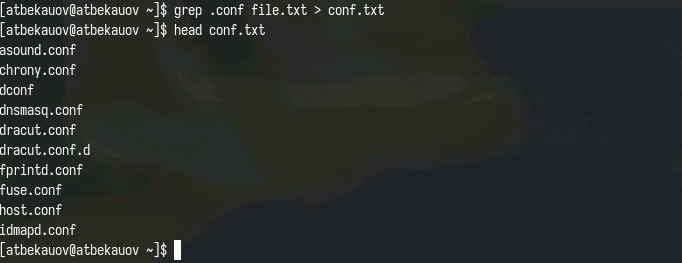 [atbekauov@atbekauov ~]$ grep .conf file.txt > conf.txt
[atbekauov@atbekauov ~]$ head conf.txt
asound.conf
chrony.conf
dconf
dnsmasq.conf
dracut.conf
dracut.conf.d
fprintd.conf
fuse.conf
host.conf
idmapd.conf
[atbekauov@atbekauov ~]$